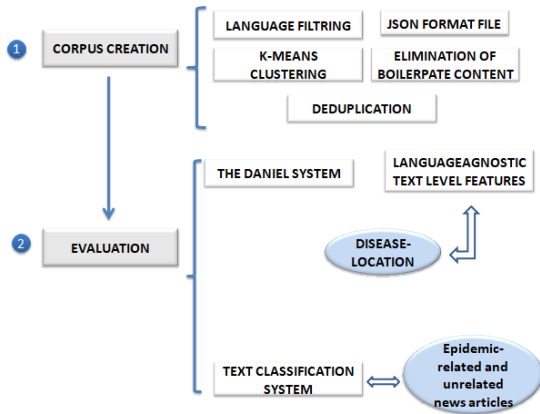 1
CORPUS CREATION
LANGUAGE FILTRING
JSON FORMAT FILE
K-MEANS
CLUSTERING
ELIMINATION OF
BOILERPATE CONTENT
DEDUPLICATION
2
EVALUATION
THE DANIEL SYSTEM
LANGUAGEAGNOSTIC
TEXT LEVEL FEATURES
DISEASE-
LOCATION
TEXT CLASSIFICATION
SYSTEM
Epidemic-
related and
unrelated
news articles